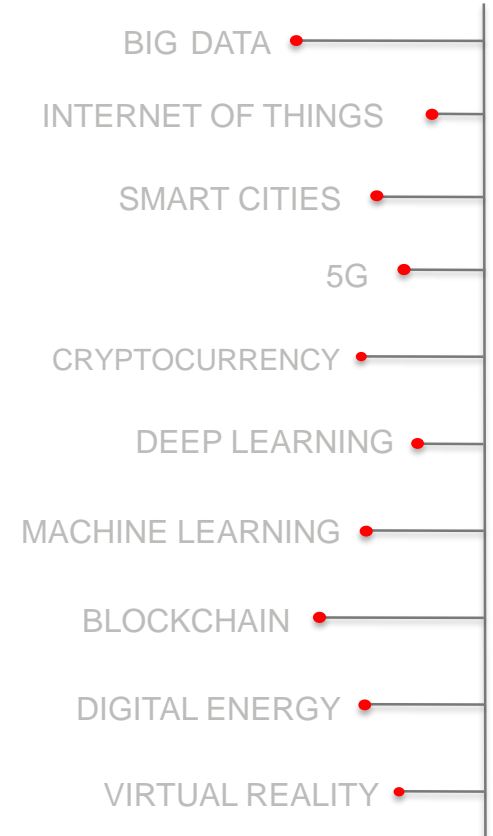 BIG DATA
INTERNET OF THINGS
SMART CITIES
5G
CRYPTOCURRENCY
DEEP LEARNING
MACHINE LEARNING
BLOCKCHAIN
DIGITAL ENERGY
VIRTUAL REALITY